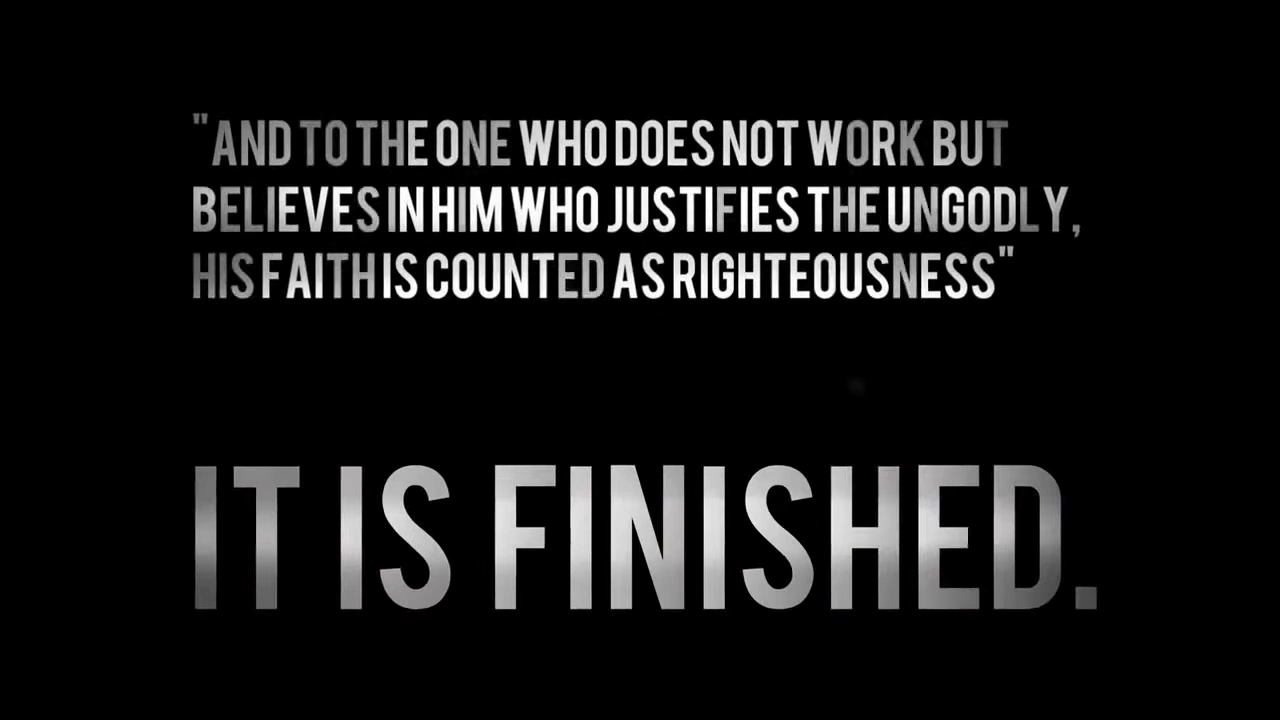 "AND TO THE ONE WHO DOES NOT WORK BUT
BELIEVES IN HIM WHO JUSTIFIES THE UNGODLY,
HIS FAITH IS COUNTED AS RIGHTEOUSNESS"
IT IS FINISHED.